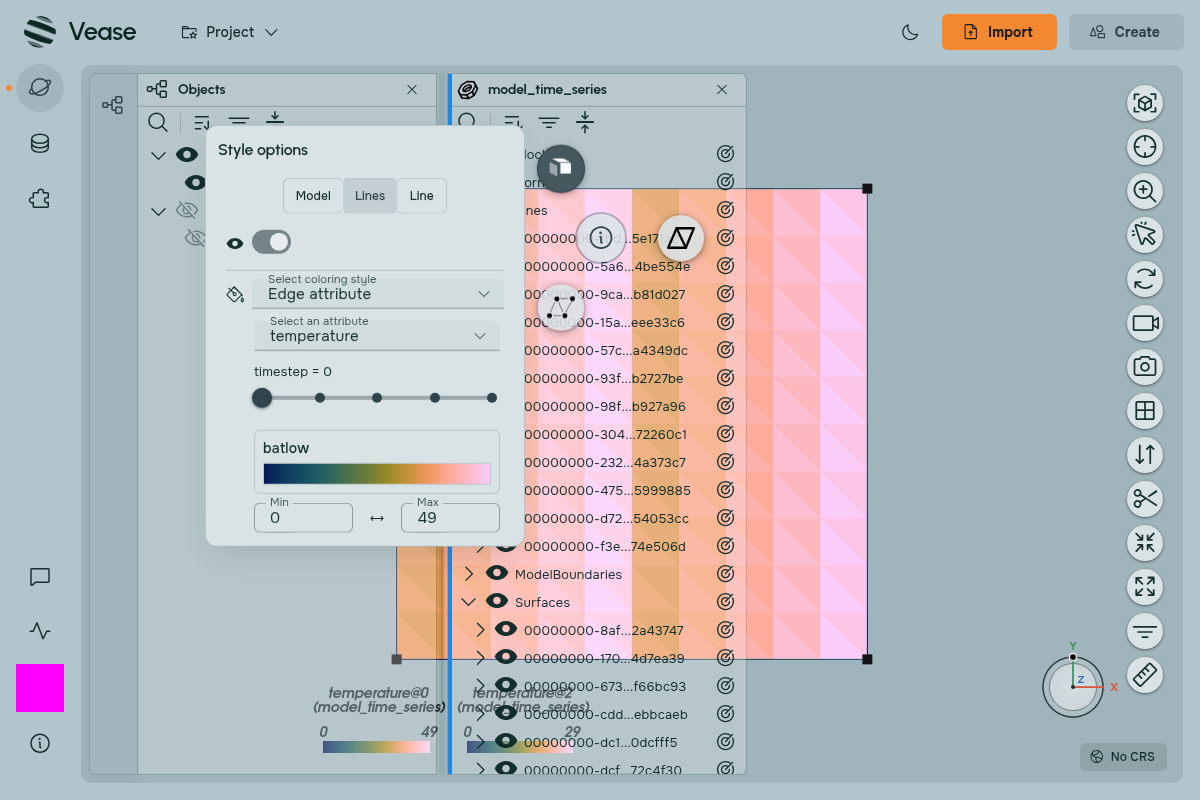 Vease
Project
Import
Create
Objects
model_time_series
Style options
Model
Lines
Line
Select coloring style
Edge attribute
Select an attribute
temperature
timestep = 0
batlow
Min
0
Max
49
00000000-5a6...4be554e
00000000-9ca...b81d027
00000000-15a...eee33c6
00000000-57c...a4349dc
00000000-93f...b2727be
00000000-98f...b927a96
00000000-304...72260c1
00000000-232...4a373c7
00000000-475...5999885
00000000-d72...54053cc
00000000-f3e...74e506d
ModelBoundaries
Surfaces
00000000-8af...2a43747
00000000-170...4d7ea39
00000000-673...f66bc93
00000000-cdd...ebbcaeb
00000000-dc1...0dcfff5
00000000-dcf...72c4f30
temperature@0
(model_time_series)
0 49
temperature@2
(model_time_series)
0 29
Y
Z
X
No CRS